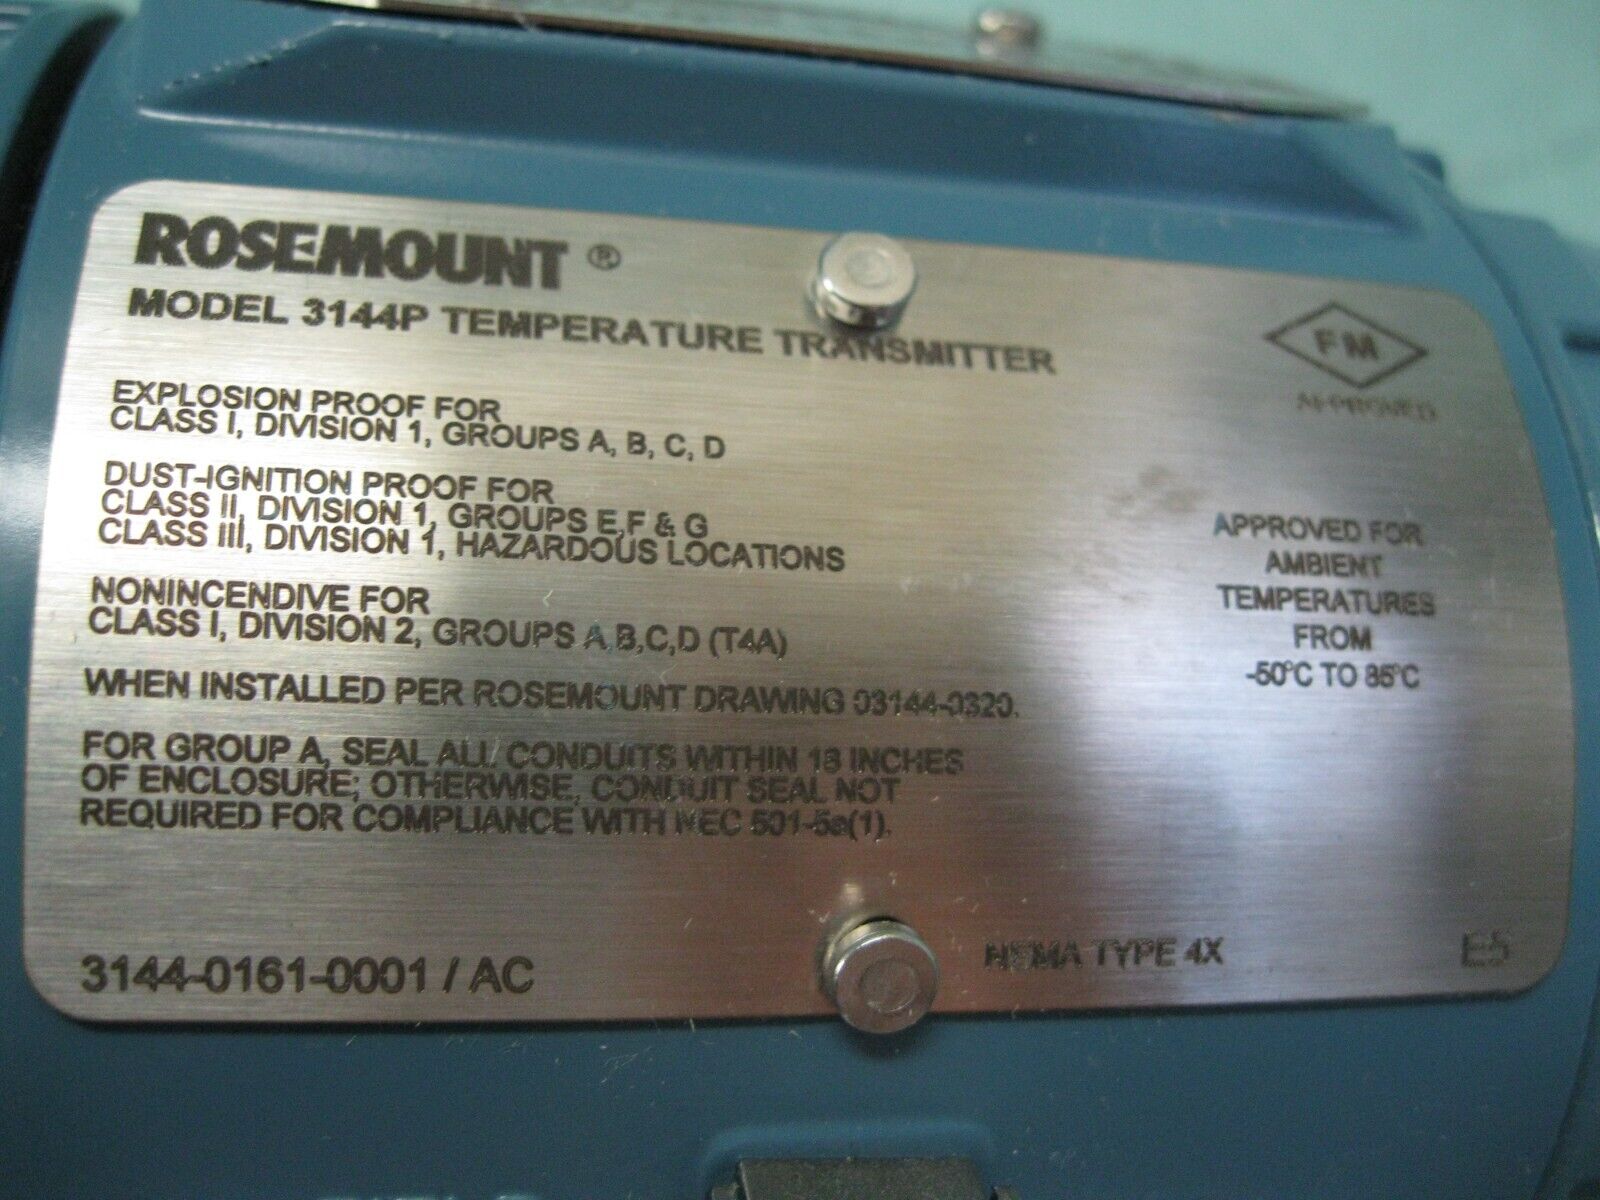 ROSEMOUNT ®
MODEL 3144P TEMPERATURE TRANSMITTER
FM
APPROVED
EXPLOSION PROOF FOR
CLASS I, DIVISION 1, GROUPS A, B, C, D
DUST-IGNITION PROOF FOR
CLASS II, DIVISION 1, GROUPS E,F & G
CLASS III, DIVISION 1, HAZARDOUS LOCATIONS
NONINCENDIVE FOR
CLASS I, DIVISION 2, GROUPS A,B,C,D (T4A)
WHEN INSTALLED PER ROSEMOUNT DRAWING 03144-0320.
FOR GROUP A, SEAL ALL CONDUITS WITHIN 18 INCHES
OF ENCLOSURE; OTHERWISE, CONDUIT SEAL NOT
REQUIRED FOR COMPLIANCE WITH NEC 501-5a(1).
APPROVED FOR
AMBIENT
TEMPERATURES
FROM
-50°C TO 85°C
3144-0161-0001 / AC
NEMA TYPE 4X
E5